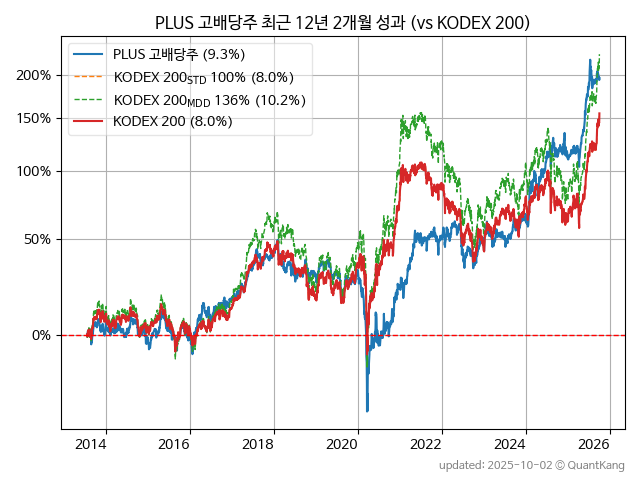 PLUS 고배당주 최근 12년 2개월 성과 (vs KODEX 200)
PLUS 고배당주 (9.3%)
KODEX 200STD 100% (8.0%)
KODEX 200MDD 136% (10.2%)
KODEX 200 (8.0%)
200%
150%
100%
50%
0%
2014 2016 2018 2020 2022 2024 2026
updated: 2025-10-02 © QuantKang